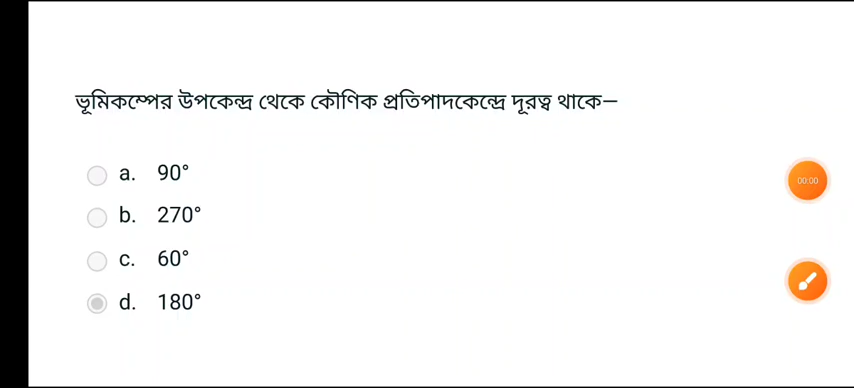 ভূমিকম্পের উপকেন্দ্র থেকে কৌণিক প্রতিপাদকেন্দ্রে দূরত্ব থাকে—
a. 90°
00:00
b. 270°
c. 60°
d. 180°